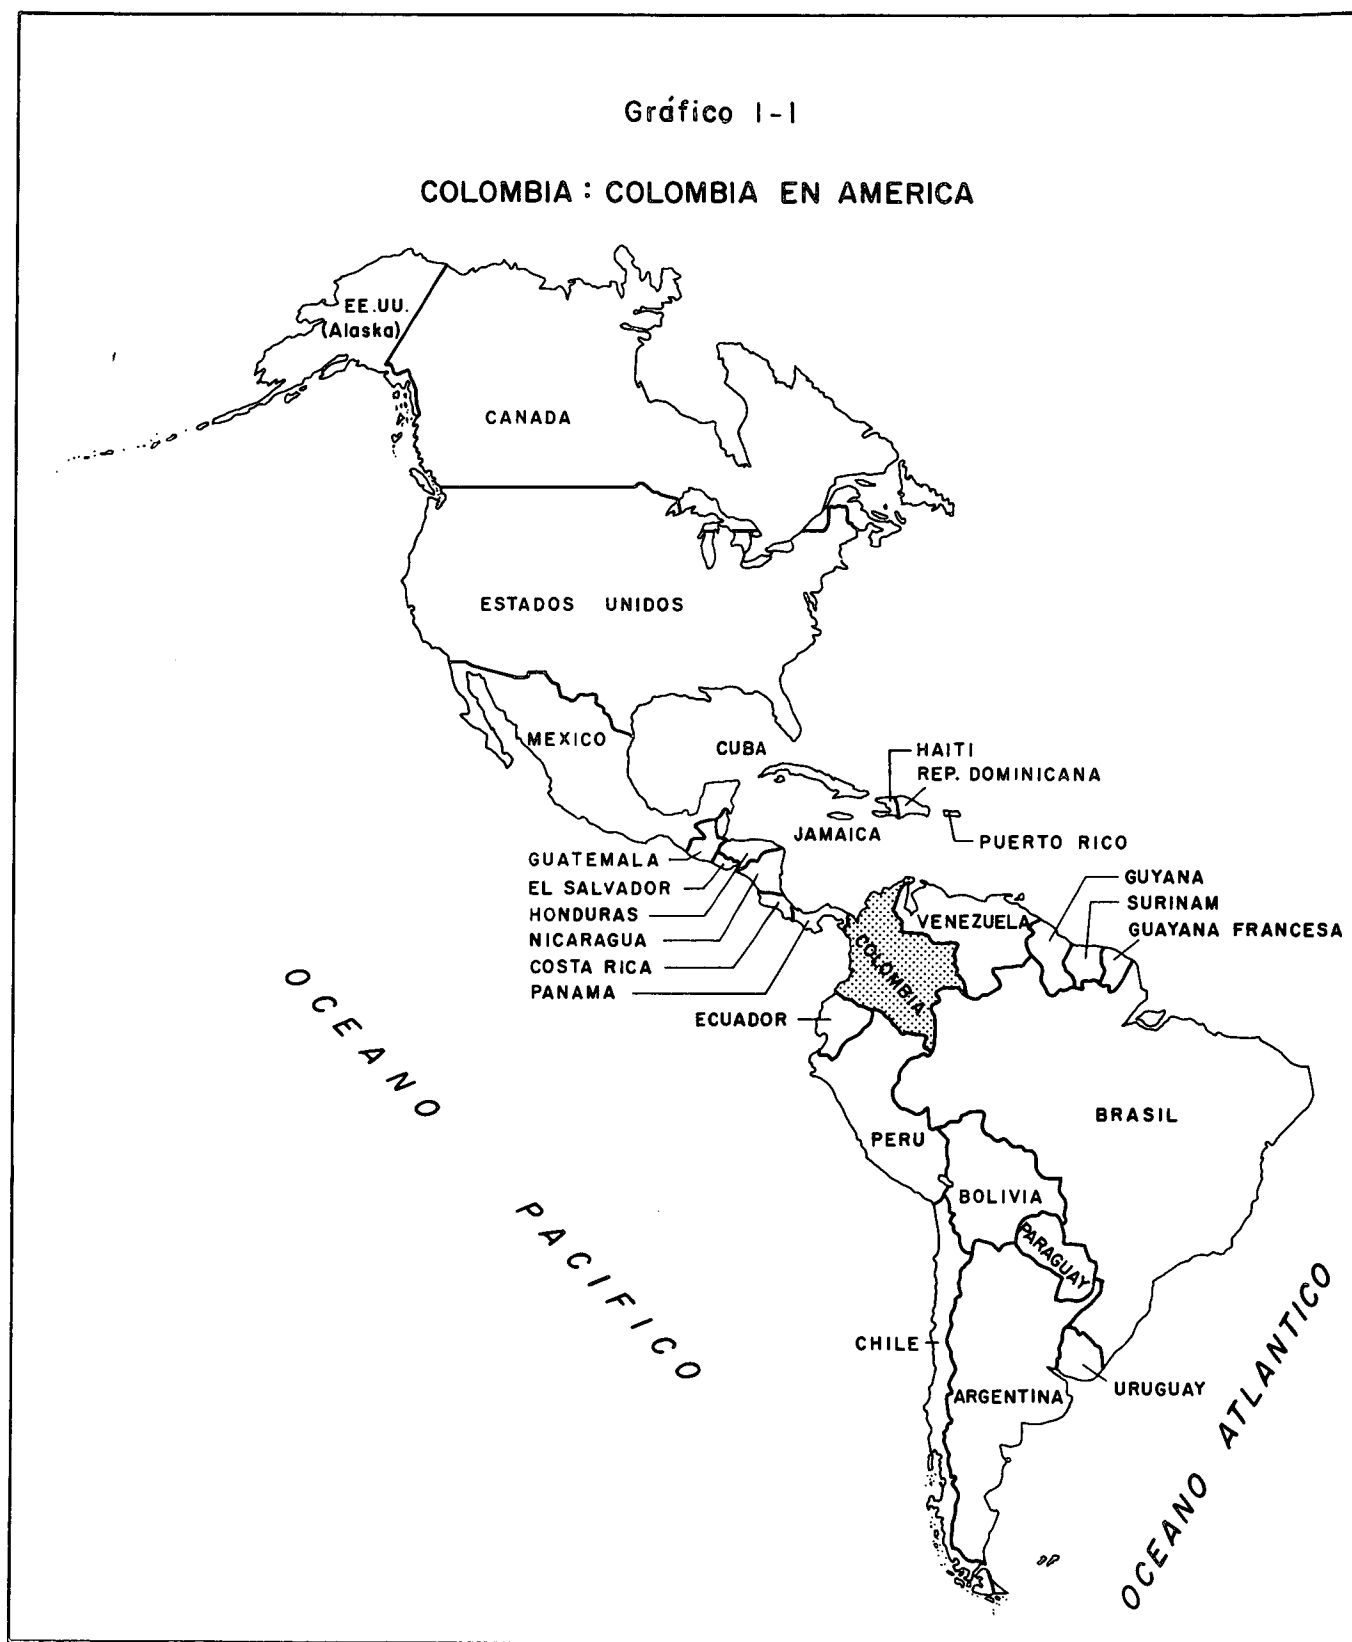 Gráfico I-I
COLOMBIA : COLOMBIA EN AMERICA
EE.UU.
(Alaska)
CANADA
ESTADOS UNIDOS
MEXICO
CUBA
HAITI
REP. DOMINICANA
JAMAICA
PUERTO RICO
GUATEMALA
EL SALVADOR
HONDURAS
NICARAGUA
COSTA RICA
PANAMA
GUYANA
SURINAM
GUAYANA FRANCESA
VENEZUELA
COLOMBIA
ECUADOR
OCEANO
PACIFICO
BRASIL
PERU
BOLIVIA
PARAGUAY
CHILE
ARGENTINA
URUGUAY
OCEANO ATLANTICO